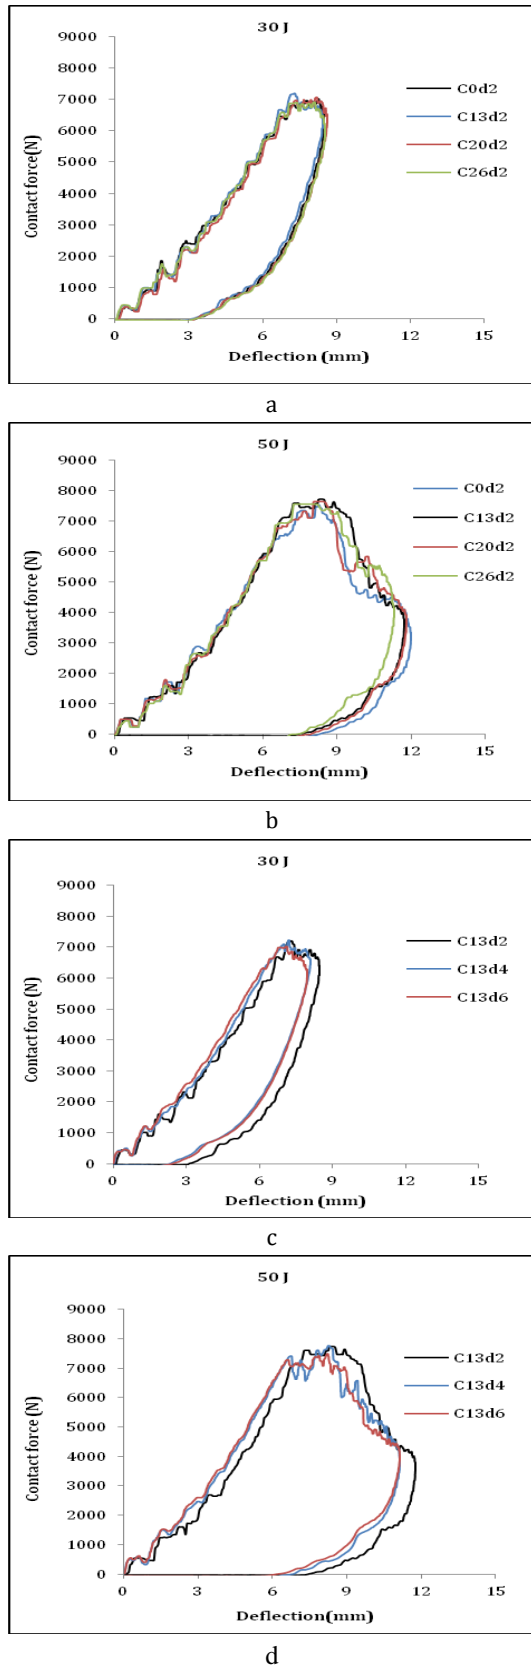 30 J
9000
8000
7000
6000
5000
4000
3000
2000
1000
0
Contact force(N)
C0d2
C13d2
C20d2
C26d2
0 3 6 9 12 15
Deflection (mm)
a
50 J
9000
8000
7000
6000
5000
4000
3000
2000
1000
0
Contact force (N)
C0d2
C13d2
C20d2
C26d2
0 3 6 9 12 15
Deflection(mm)
b
30 J
9000
8000
7000
6000
5000
4000
3000
2000
1000
0
Contact force (N)
C13d2
C13d4
C13d6
0 3 6 9 12 15
Deflection (mm)
c
50 J
9000
8000
7000
6000
5000
4000
3000
2000
1000
0
Contact force (N)
C13d2
C13d4
C13d6
0 3 6 9 12 15
Deflection(mm)
d